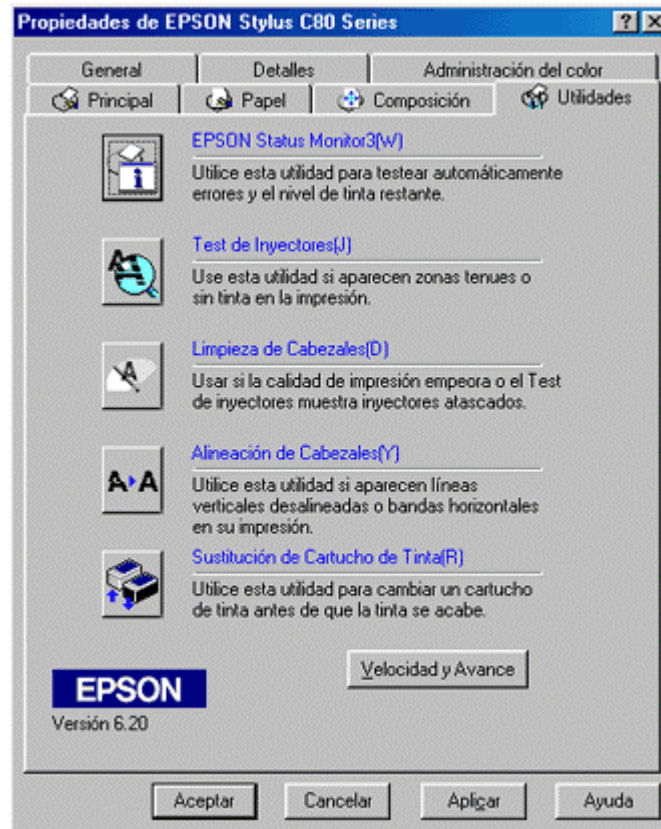 Propiedades de EPSON Stylus C80 Series
General Detalles Administración del color
Principal Papel Composición Utilidades
EPSON Status Monitor3(W)
Utilice esta utilidad para testear automáticamente
errores y el nivel de tinta restante.
Test de Inyectores(J)
Use esta utilidad si aparecen zonas tenues o
sin tinta en la impresión.
Limpieza de Cabezales(D)
Usar si la calidad de impresión empeora o el Test
de inyectores muestra inyectores atascados.
Alineación de Cabezales(Y)
Utilice esta utilidad si aparecen líneas
verticales desalineadas o bandas horizontales
en su impresión.
Sustitución de Cartucho de Tinta(R)
Utilice esta utilidad para cambiar un cartucho
de tinta antes de que la tinta se acabe.
Velocidad y Avance
EPSON
Versión 6.20
Aceptar Cancelar Aplicar Ayuda